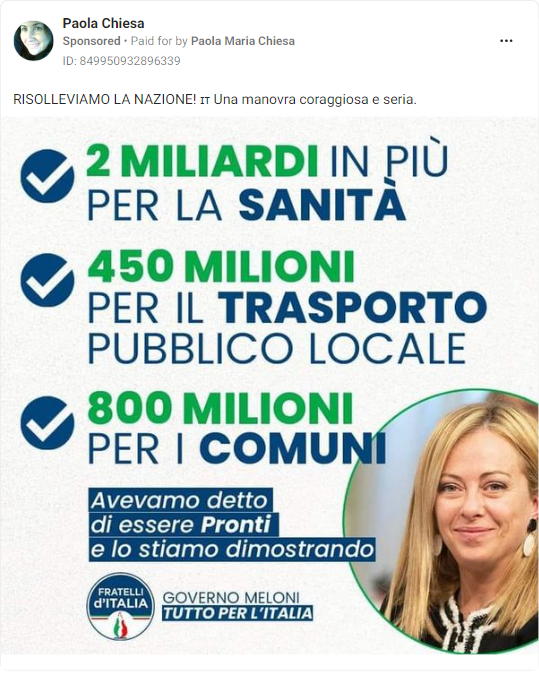 Paola Chiesa
Sponsored • Paid for by Paola Maria Chiesa
ID: 849950932896339
RISOLLEVIAMO LA NAZIONE! IT Una manovra coraggiosa e seria.
2 MILIARDI IN PIÙ
PER LA SANITÀ
450 MILIONI
PER IL TRASPORTO
PUBBLICO LOCALE
800 MILIONI
PER I COMUNI
Avevamo detto
di essere Pronti
e lo stiamo dimostrando
FRATELLI
d'ITALIA
GOVERNO MELONI
TUTTO PER L'ITALIA